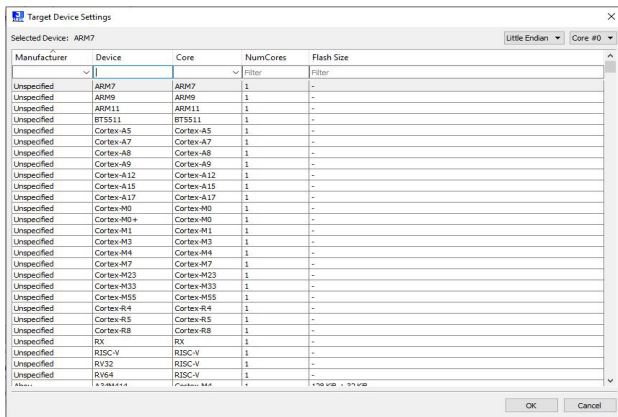 Target Device Settings
Selected Device: ARM7 Little Endian Core #0
Manufacturer Device Core NumCores Flash Size
Filter Filter
Unspecified ARM7 ARM7 1 -
Unspecified ARM9 ARM9 1 -
Unspecified ARM11 ARM11 1 -
Unspecified BT5511 BT5511 1 -
Unspecified Cortex-A5 Cortex-A5 1 -
Unspecified Cortex-A7 Cortex-A7 1 -
Unspecified Cortex-A8 Cortex-A8 1 -
Unspecified Cortex-A9 Cortex-A9 1 -
Unspecified Cortex-A12 Cortex-A12 1 -
Unspecified Cortex-A15 Cortex-A15 1 -
Unspecified Cortex-A17 Cortex-A17 1 -
Unspecified Cortex-M0 Cortex-M0 1 -
Unspecified Cortex-M0+ Cortex-M0 1 -
Unspecified Cortex-M1 Cortex-M1 1 -
Unspecified Cortex-M3 Cortex-M3 1 -
Unspecified Cortex-M4 Cortex-M4 1 -
Unspecified Cortex-M7 Cortex-M7 1 -
Unspecified Cortex-M23 Cortex-M23 1 -
Unspecified Cortex-M33 Cortex-M33 1 -
Unspecified Cortex-M55 Cortex-M55 1 -
Unspecified Cortex-R4 Cortex-R4 1 -
Unspecified Cortex-R5 Cortex-R5 1 -
Unspecified Cortex-R8 Cortex-R8 1 -
Unspecified RX RX 1 -
Unspecified RISC-V RISC-V 1 -
Unspecified RV32 RISC-V 1 -
Unspecified RV64 RISC-V 1 -
Cortex-M4 1 128 KiB + 32 KiB
OK Cancel